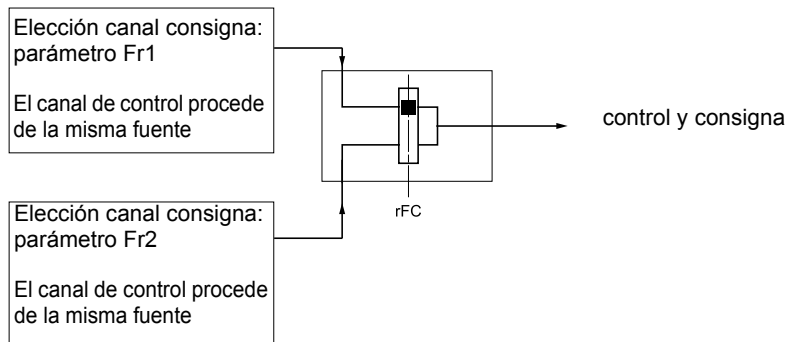 Elección canal consigna:
parámetro Fr1
El canal de control procede
de la misma fuente
control y consigna
rFC
Elección canal consigna:
parámetro Fr2
El canal de control procede
de la misma fuente